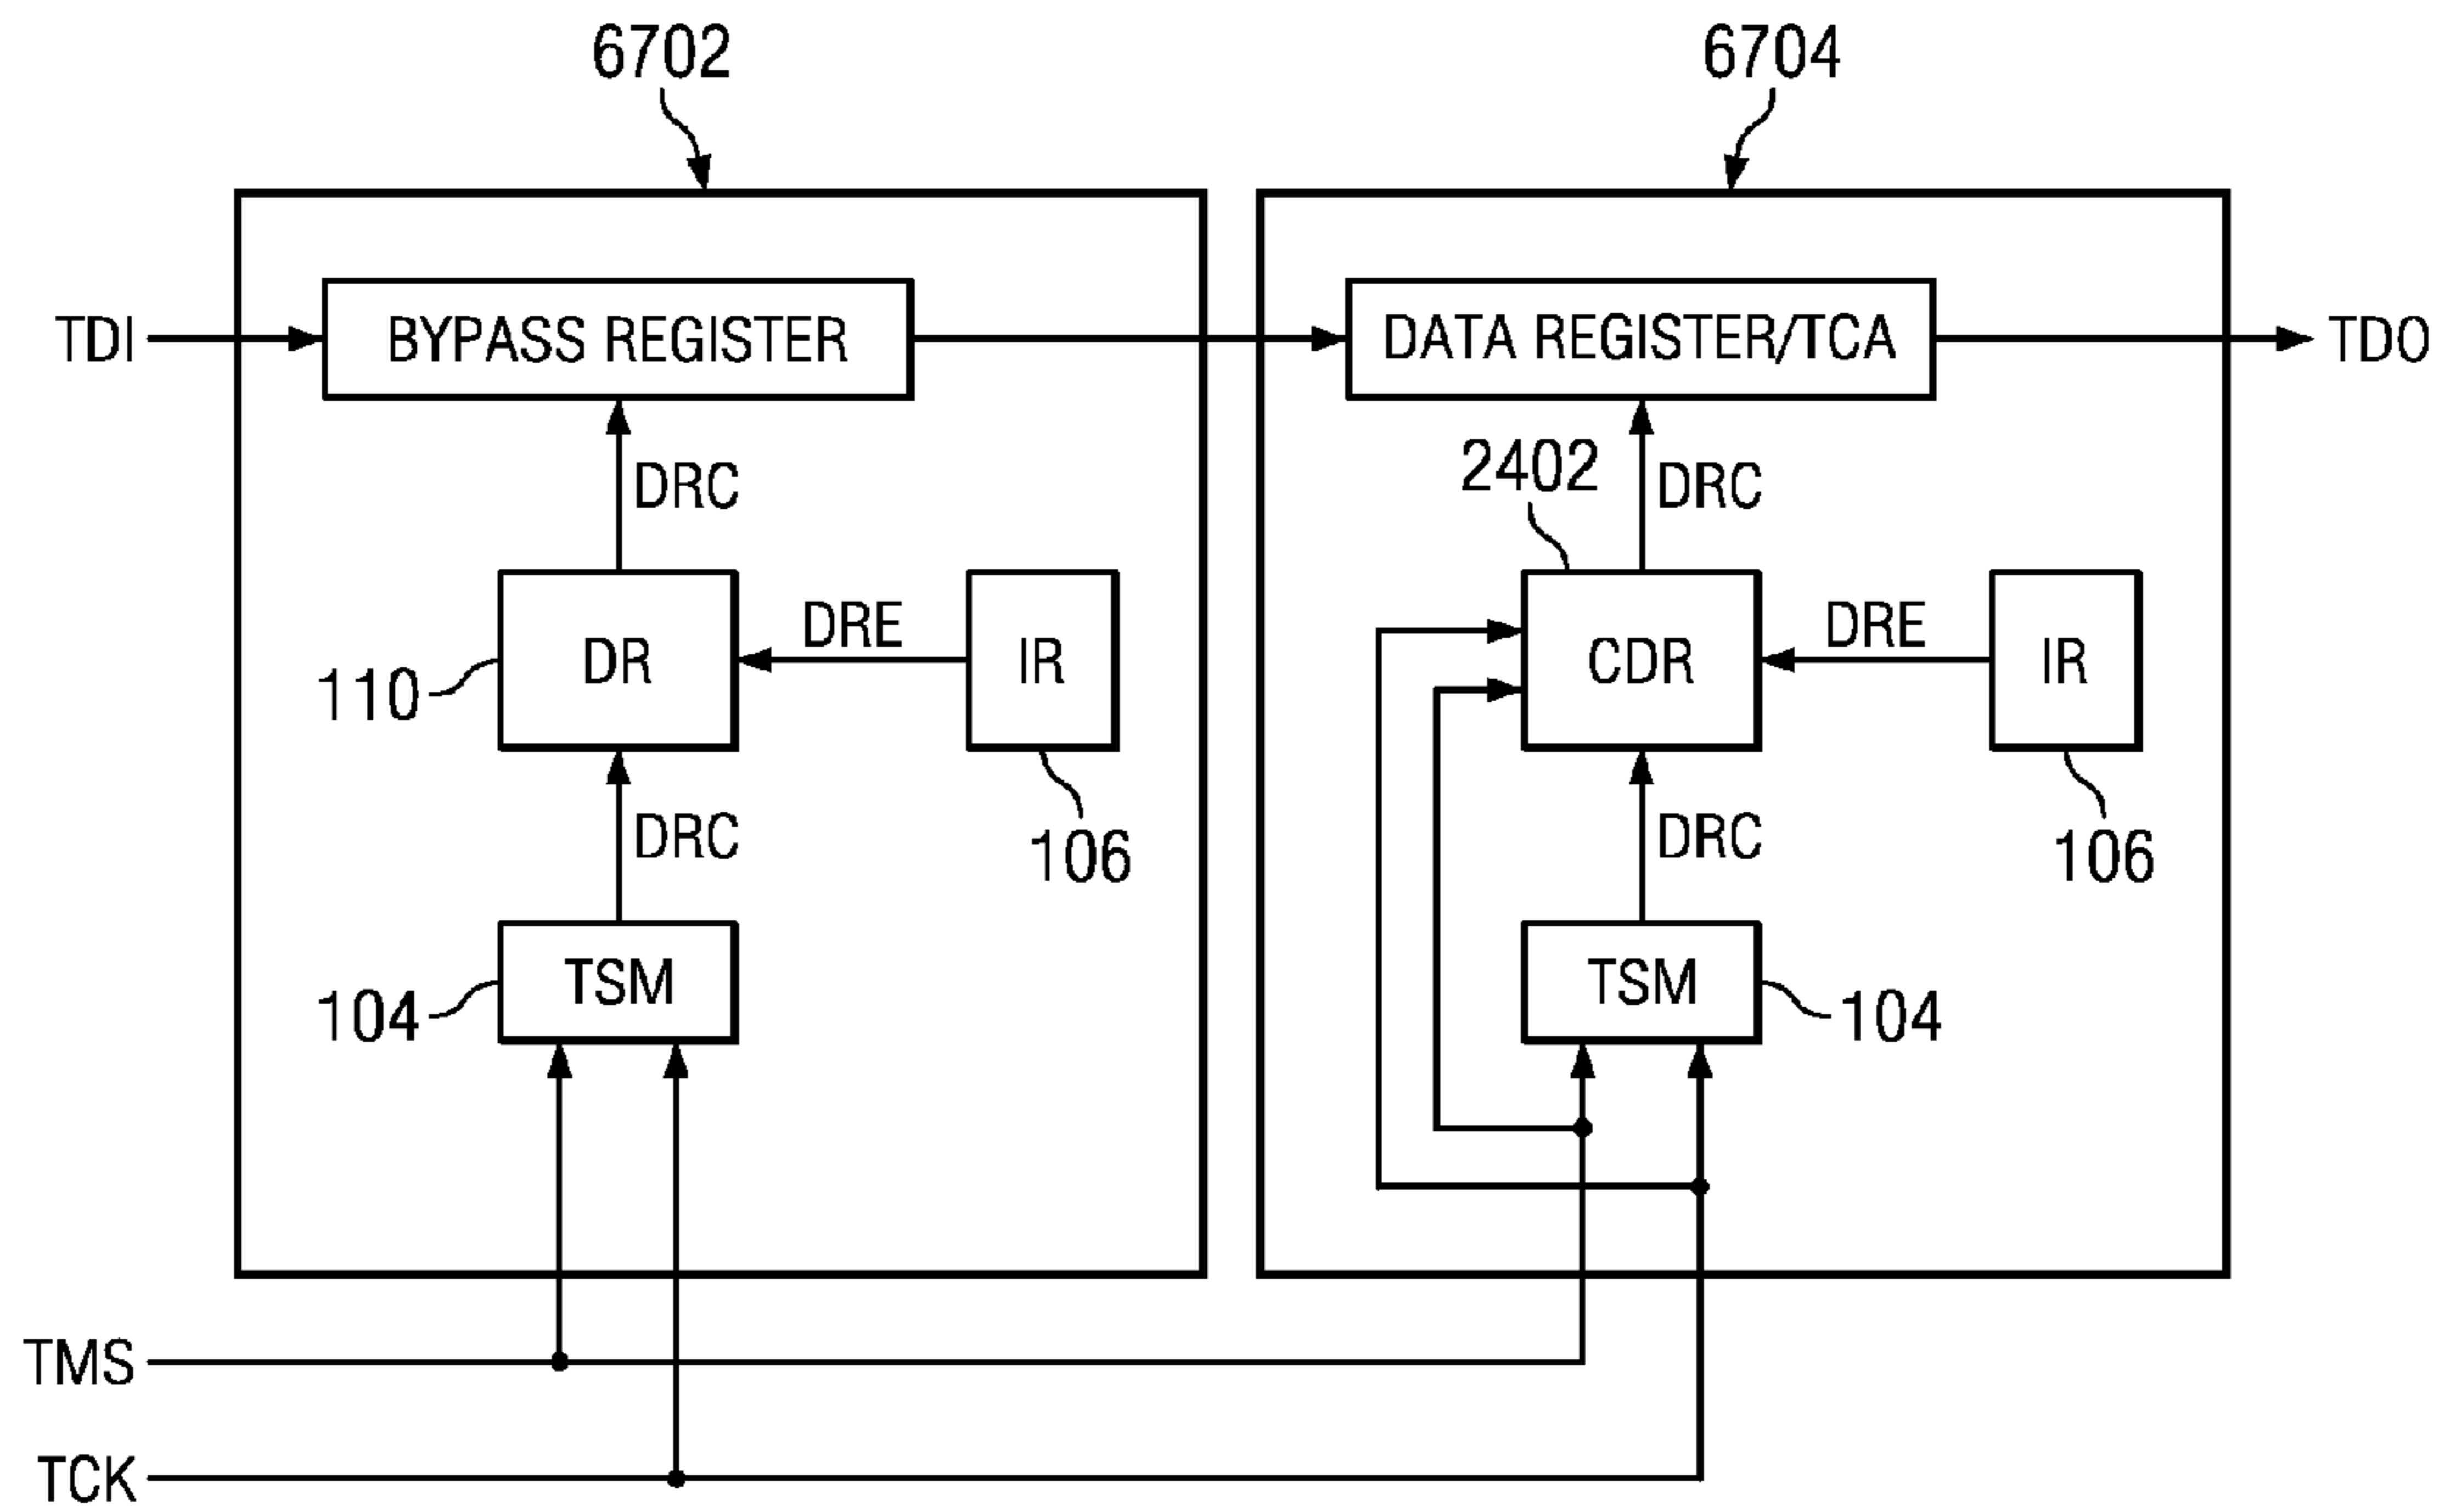 6702
6704
TDI
BYPASS REGISTER
DATA REGISTER/TCA
TDO
DRC
2402
DRC
DRE
DRE
110
DR
IR
CDR
IR
DRC
106
DRC
106
104
TSM
TSM
104
TMS
TCK